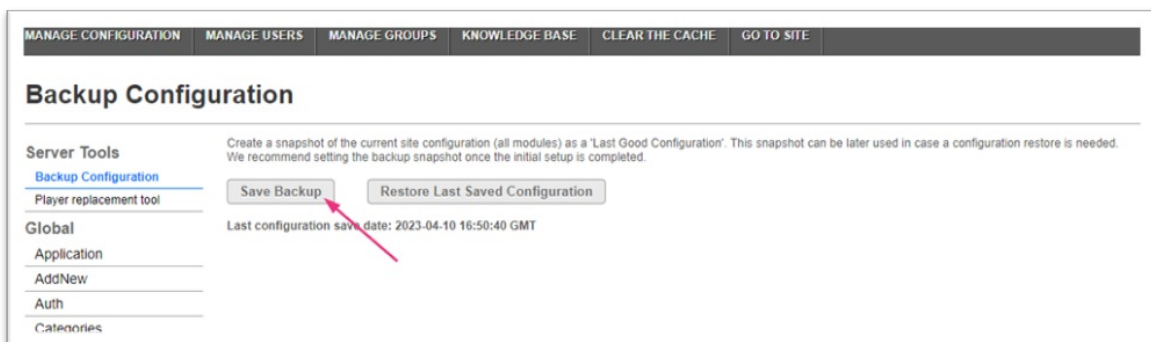 MANAGE CONFIGURATION MANAGE USERS MANAGE GROUPS KNOWLEDGE BASE CLEAR THE CACHE GO TO SITE
Backup Configuration
Server Tools
Backup Configuration
Player replacement tool
Global
Application
AddNew
Auth
Categories
Create a snapshot of the current site configuration (all modules) as a 'Last Good Configuration'. This snapshot can be later used in case a configuration restore is needed.
We recommend setting the backup snapshot once the initial setup is completed.
Save Backup Restore Last Saved Configuration
Last configuration save date: 2023-04-10 16:50:40 GMT